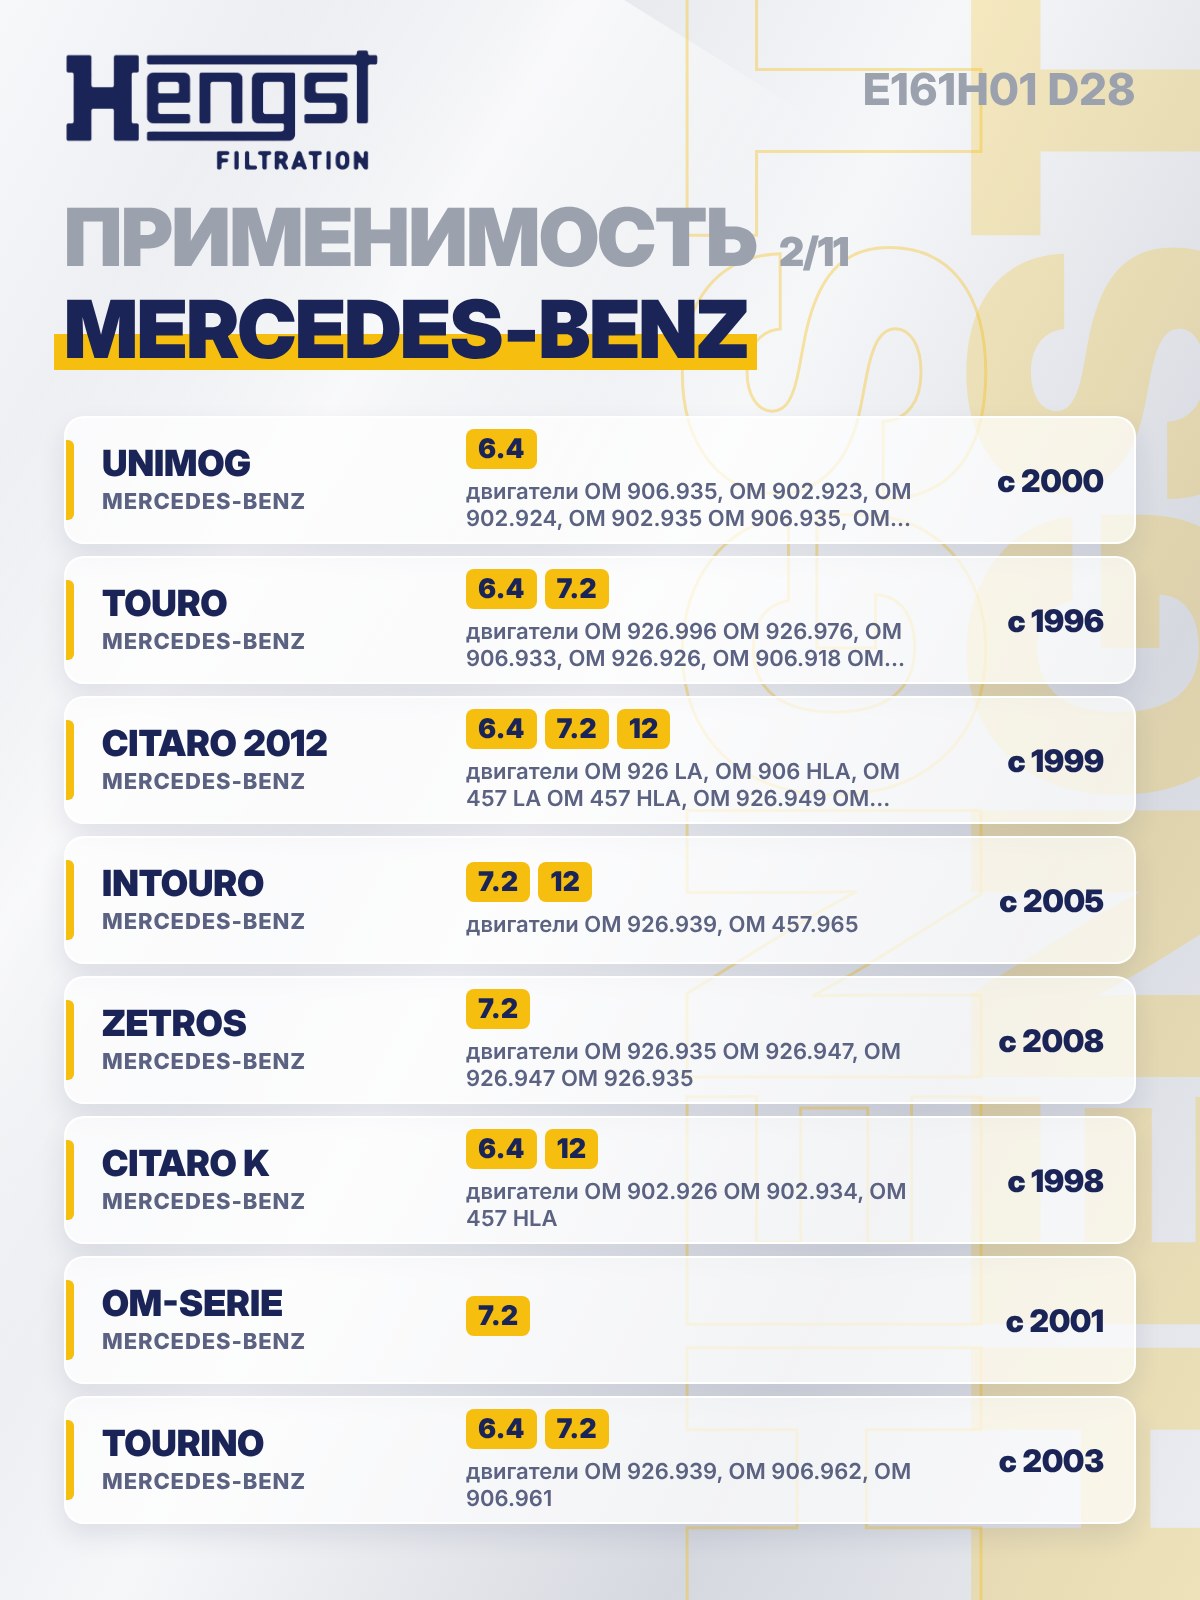 Hengst
FILTRATION
E161H01 D28
ПРИМЕНИМОСТЬ 2/11
MERCEDES-BENZ
UNIMOG
MERCEDES-BENZ
6.4
двигатели OM 906.935, OM 902.923, OM
902.924, OM 902.935 OM 906.935, OM...
с 2000
TOURO
MERCEDES-BENZ
6.4 7.2
двигатели OM 926.996 OM 926.976, OM
906.933, OM 926.926, OM 906.918 OM...
с 1996
CITARO 2012
MERCEDES-BENZ
6.4 7.2 12
двигатели OM 926 LA, OM 906 HLA, OM
457 LA OM 457 HLA, OM 926.949 OM...
с 1999
INTOURO
MERCEDES-BENZ
7.2 12
двигатели OM 926.939, OM 457.965
с 2005
ZETROS
MERCEDES-BENZ
7.2
двигатели OM 926.935 OM 926.947, OM
926.947 OM 926.935
с 2008
CITARO K
MERCEDES-BENZ
6.4 12
двигатели OM 902.926 OM 902.934, OM
457 HLA
с 1998
OM-SERIE
MERCEDES-BENZ
7.2
с 2001
TOURINO
MERCEDES-BENZ
6.4 7.2
двигатели OM 926.939, OM 906.962, OM
906.961
с 2003
HENGST
HENGST